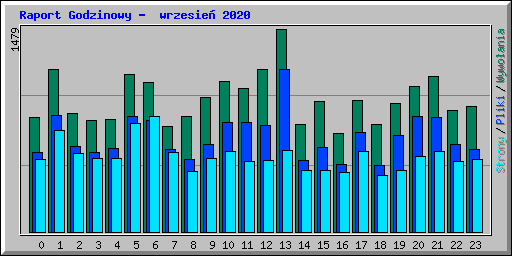 Raport Godzinowy -  wrzesień 2020
1479
Strony/Pliki/Wywołania
0 1 2 3 4 5 6 7 8 9 10 11 12 13 14 15 16 17 18 19 20 21 22 23